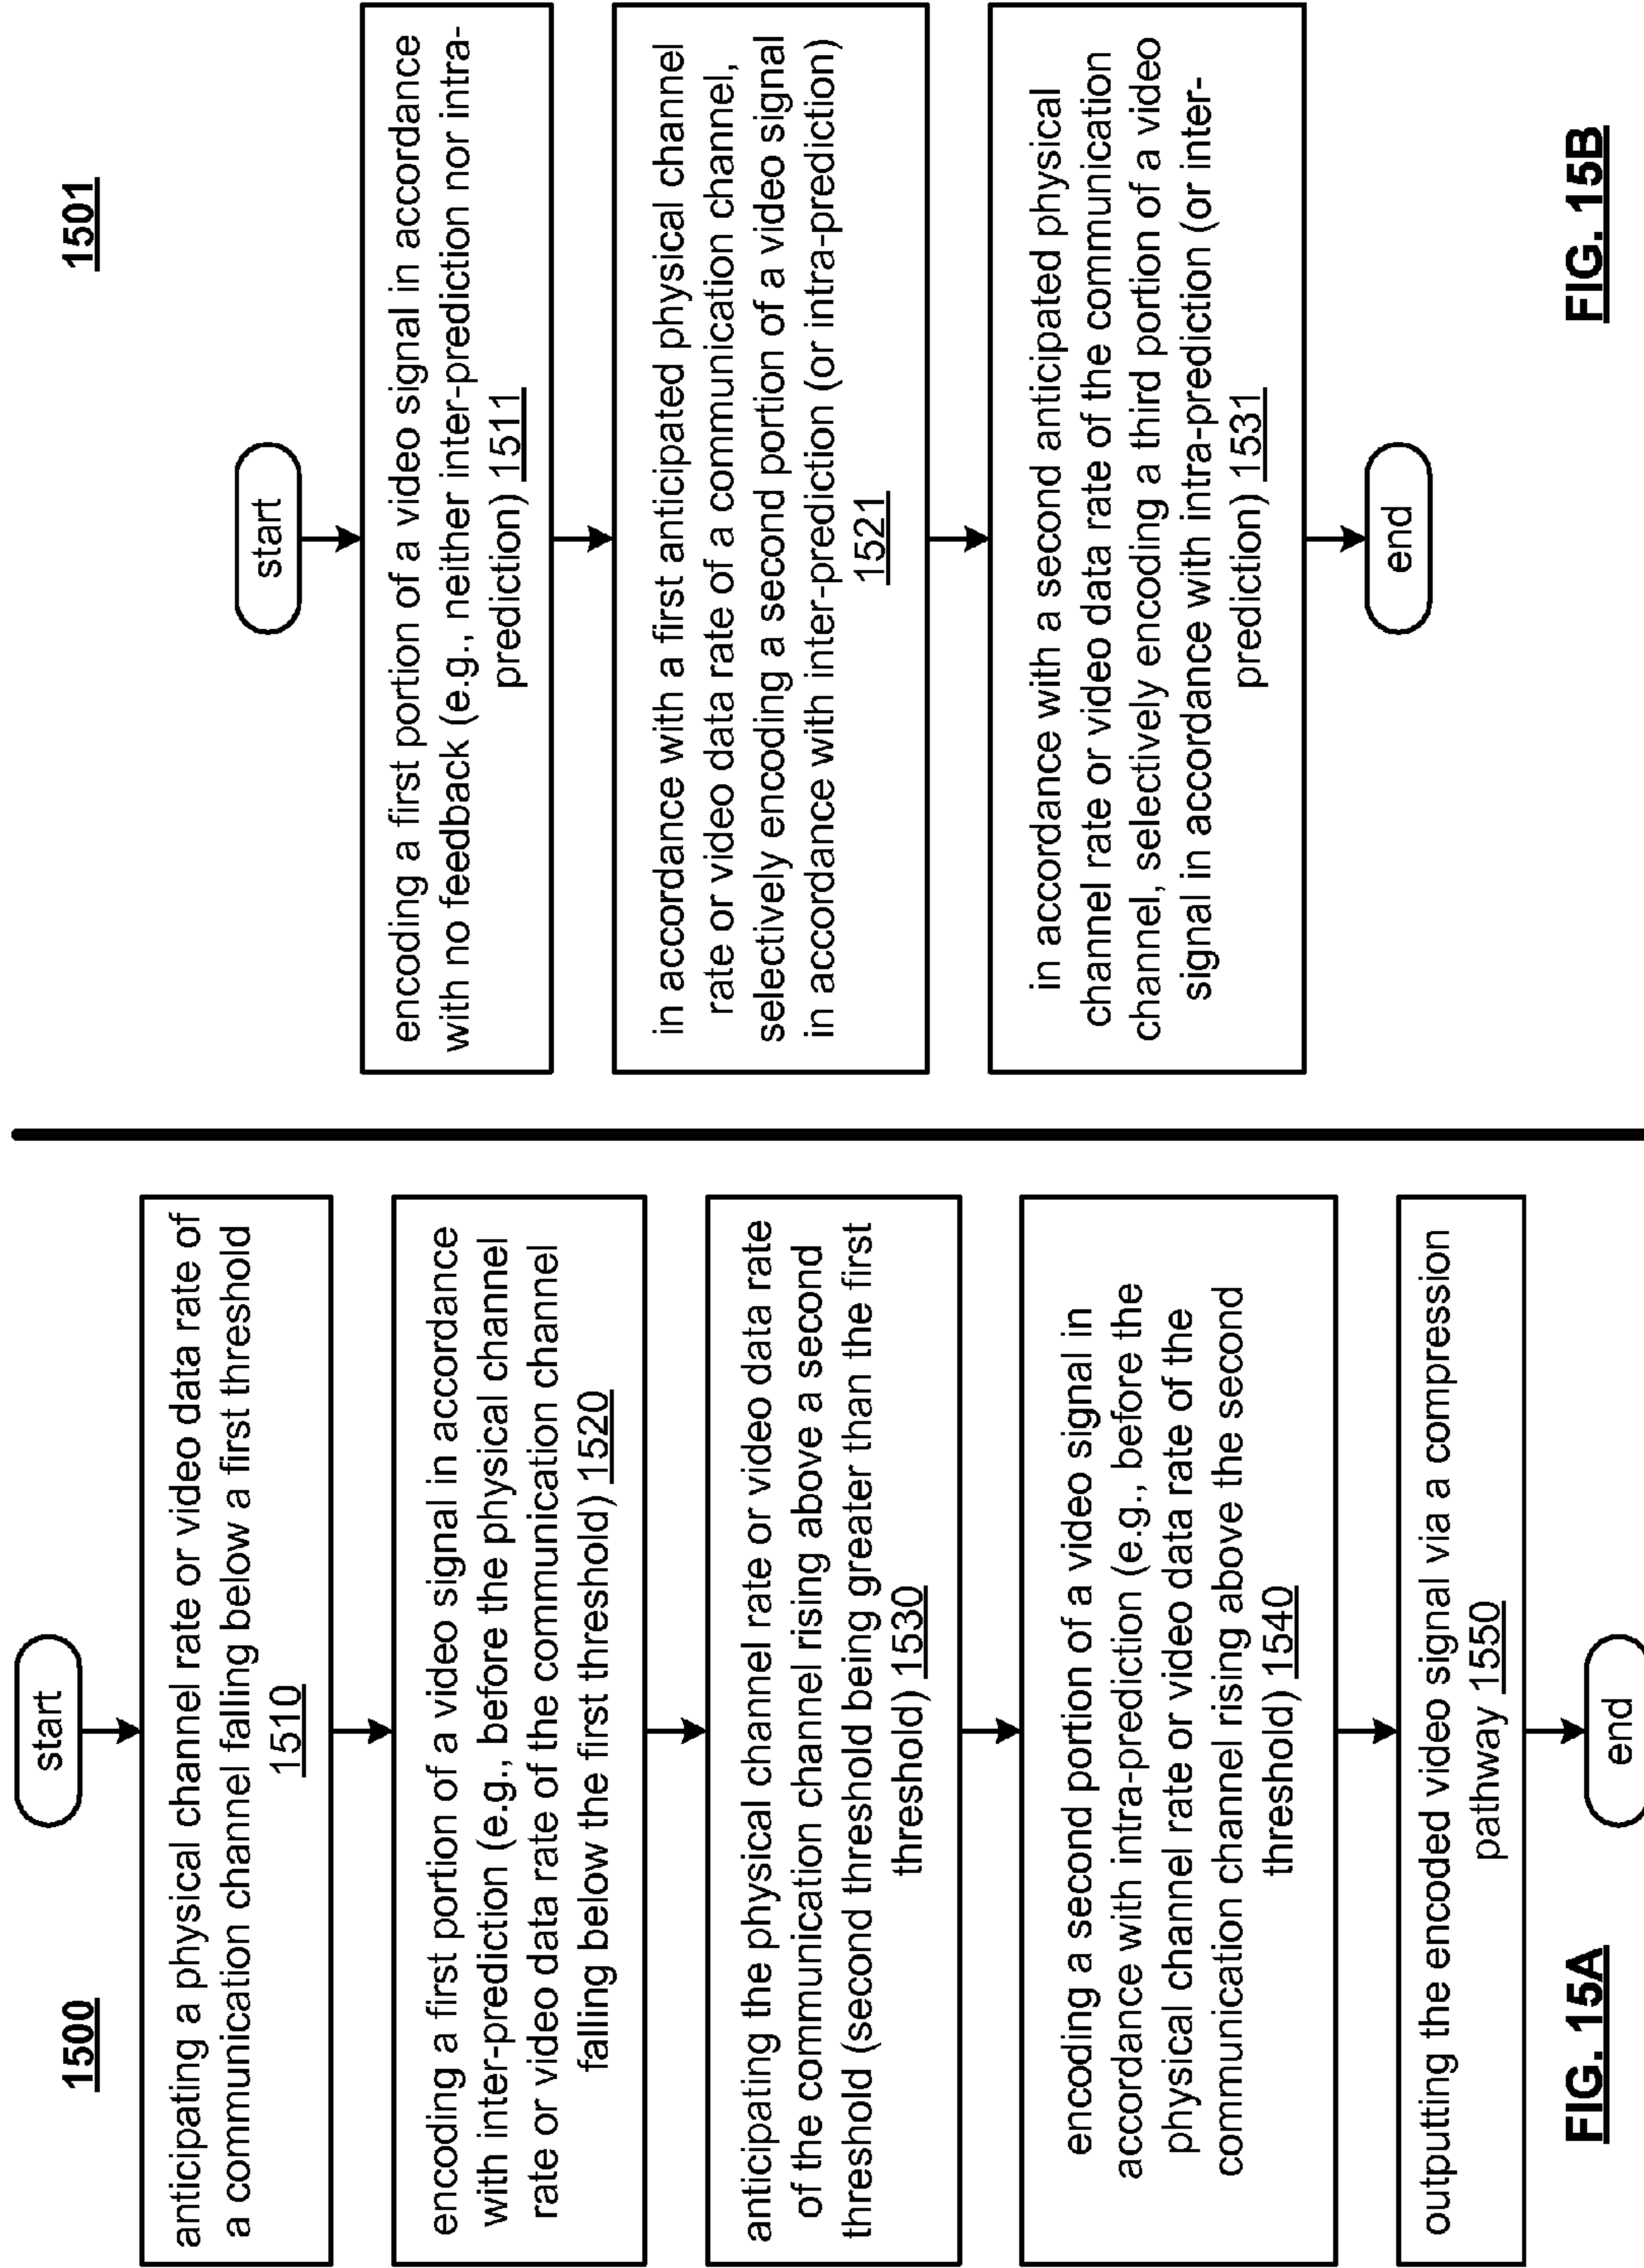 1500
start
anticipating a physical channel rate or video data rate of
a communication channel falling below a first threshold
1510
encoding a first portion of a video signal in accordance
with inter-prediction (e.g., before the physical channel
rate or video data rate of the communication channel
falling below the first threshold) 1520
anticipating the physical channel rate or video data rate
of the communication channel rising above a second
threshold (second threshold being greater than the first
threshold) 1530
encoding a second portion of a video signal in
accordance with intra-prediction (e.g., before the
physical channel rate or video data rate of the
communication channel rising above the second
threshold) 1540
outputting the encoded video signal via a compression
pathway 1550
end
FIG. 15A
1501
start
encoding a first portion of a video signal in accordance
with no feedback (e.g., neither inter-prediction nor intra-
prediction) 1511
in accordance with a first anticipated physical channel
rate or video data rate of a communication channel,
selectively encoding a second portion of a video signal
in accordance with inter-prediction (or intra-prediction)
1521
in accordance with a second anticipated physical
channel rate or video data rate of the communication
channel, selectively encoding a third portion of a video
signal in accordance with intra-prediction (or inter-
prediction) 1531
end
FIG. 15B